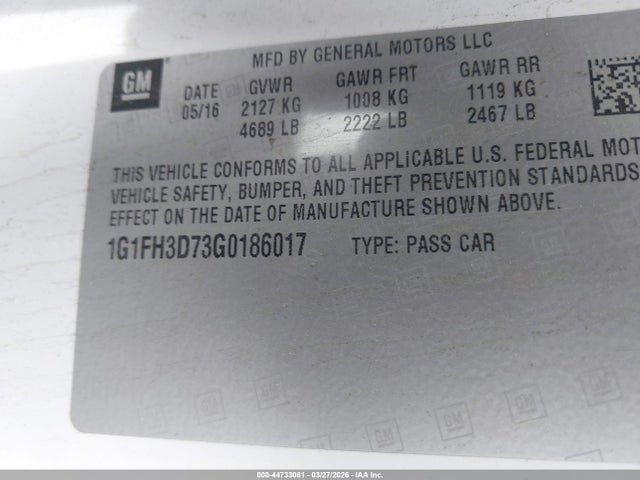 GM
MFD BY GENERAL MOTORS LLC
DATE GVWR GAWR FRT GAWR RR
05/16 2127 KG 1008 KG 1119 KG
4689 LB 2222 LB 2467 LB
THIS VEHICLE CONFORMS TO ALL APPLICABLE U.S. FEDERAL MOT
VEHICLE SAFETY, BUMPER, AND THEFT PREVENTION STANDARDS
EFFECT ON THE DATE OF MANUFACTURE SHOWN ABOVE.
1G1FH3D73G0186017 TYPE: PASS CAR
000-44733081 | 03/27/2026 - IAA Inc.